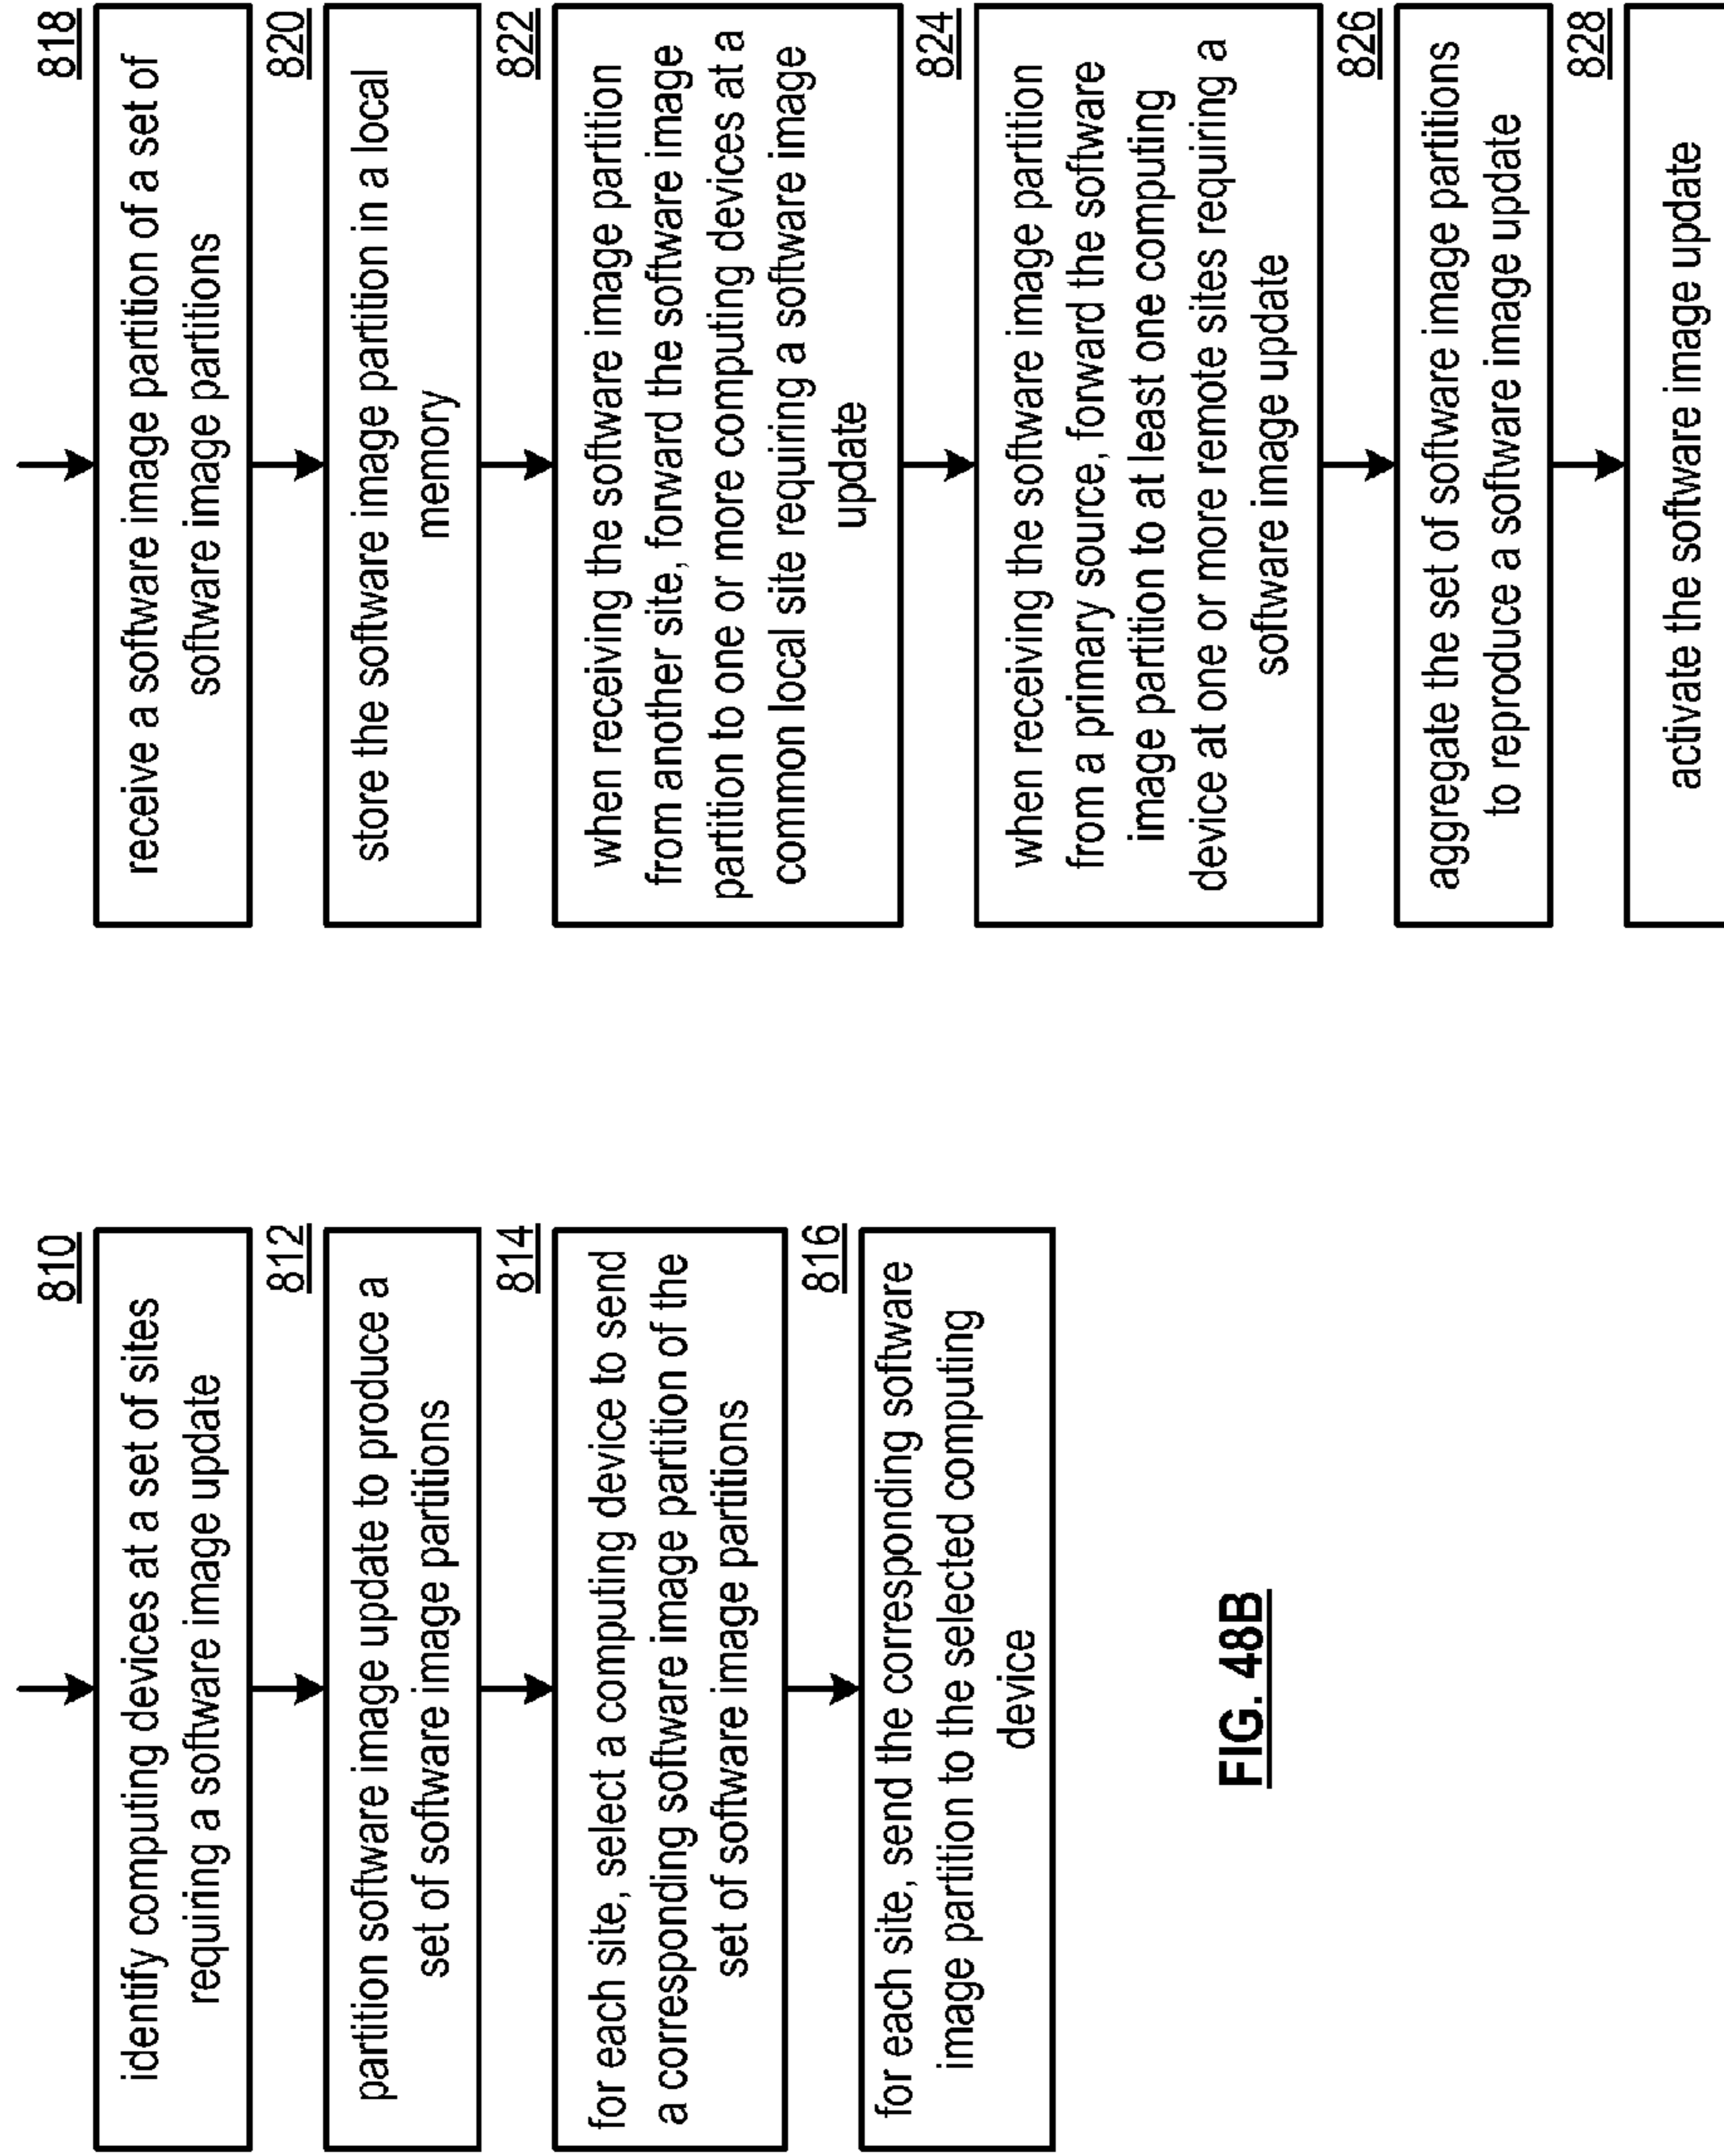 810
identify computing devices at a set of sites
requiring a software image update
812
partition software image update to produce a
set of software image partitions
814
for each site, select a computing device to send
a corresponding software image partition of the
set of software image partitions
816
for each site, send the corresponding software
image partition to the selected computing
device
FIG. 48B
818
receive a software image partition of a set of
software image partitions
820
store the software image partition in a local
memory
822
when receiving the software image partition
from another site, forward the software image
partition to one or more computing devices at a
common local site requiring a software image
update
824
when receiving the software image partition
from a primary source, forward the software
image partition to at least one computing
device at one or more remote sites requiring a
software image update
826
aggregate the set of software image partitions
to reproduce a software image update
828
activate the software image update